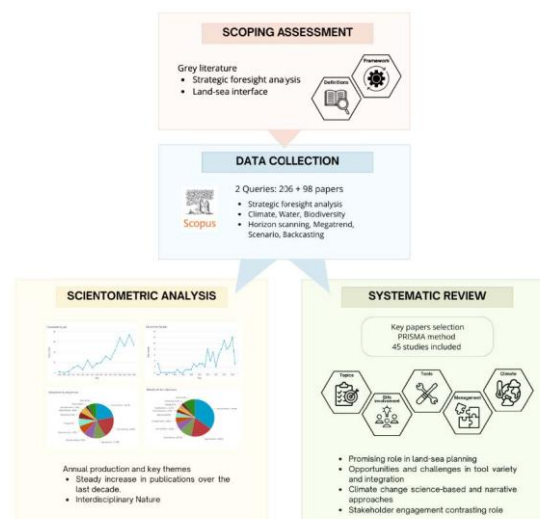 SCOPING ASSESSMENT
Grey literature
• Strategic foresight analysis
• Land-sea interface
Definitions
Framework
DATA COLLECTION
Scopus
2 Queries: 206 + 98 papers
• Strategic foresight analysis
• Climate, Water, Biodiversity
• Horizon scanning, Megatrend,
Scenario, Backcasting
SCIENTOMETRIC ANALYSIS
Annual production and key themes
• Steady increase in publications over the
last decade.
• Interdisciplinary Nature
SYSTEMATIC REVIEW
Key papers selection
PRISMA method
45 studies included
Topics
Involvement
Tools
Management
Climate
• Promising role in land-sea planning
• Opportunities and challenges in tool variety
and integration
• Climate change science-based and narrative
approaches
• Stakeholder engagement contrasting role